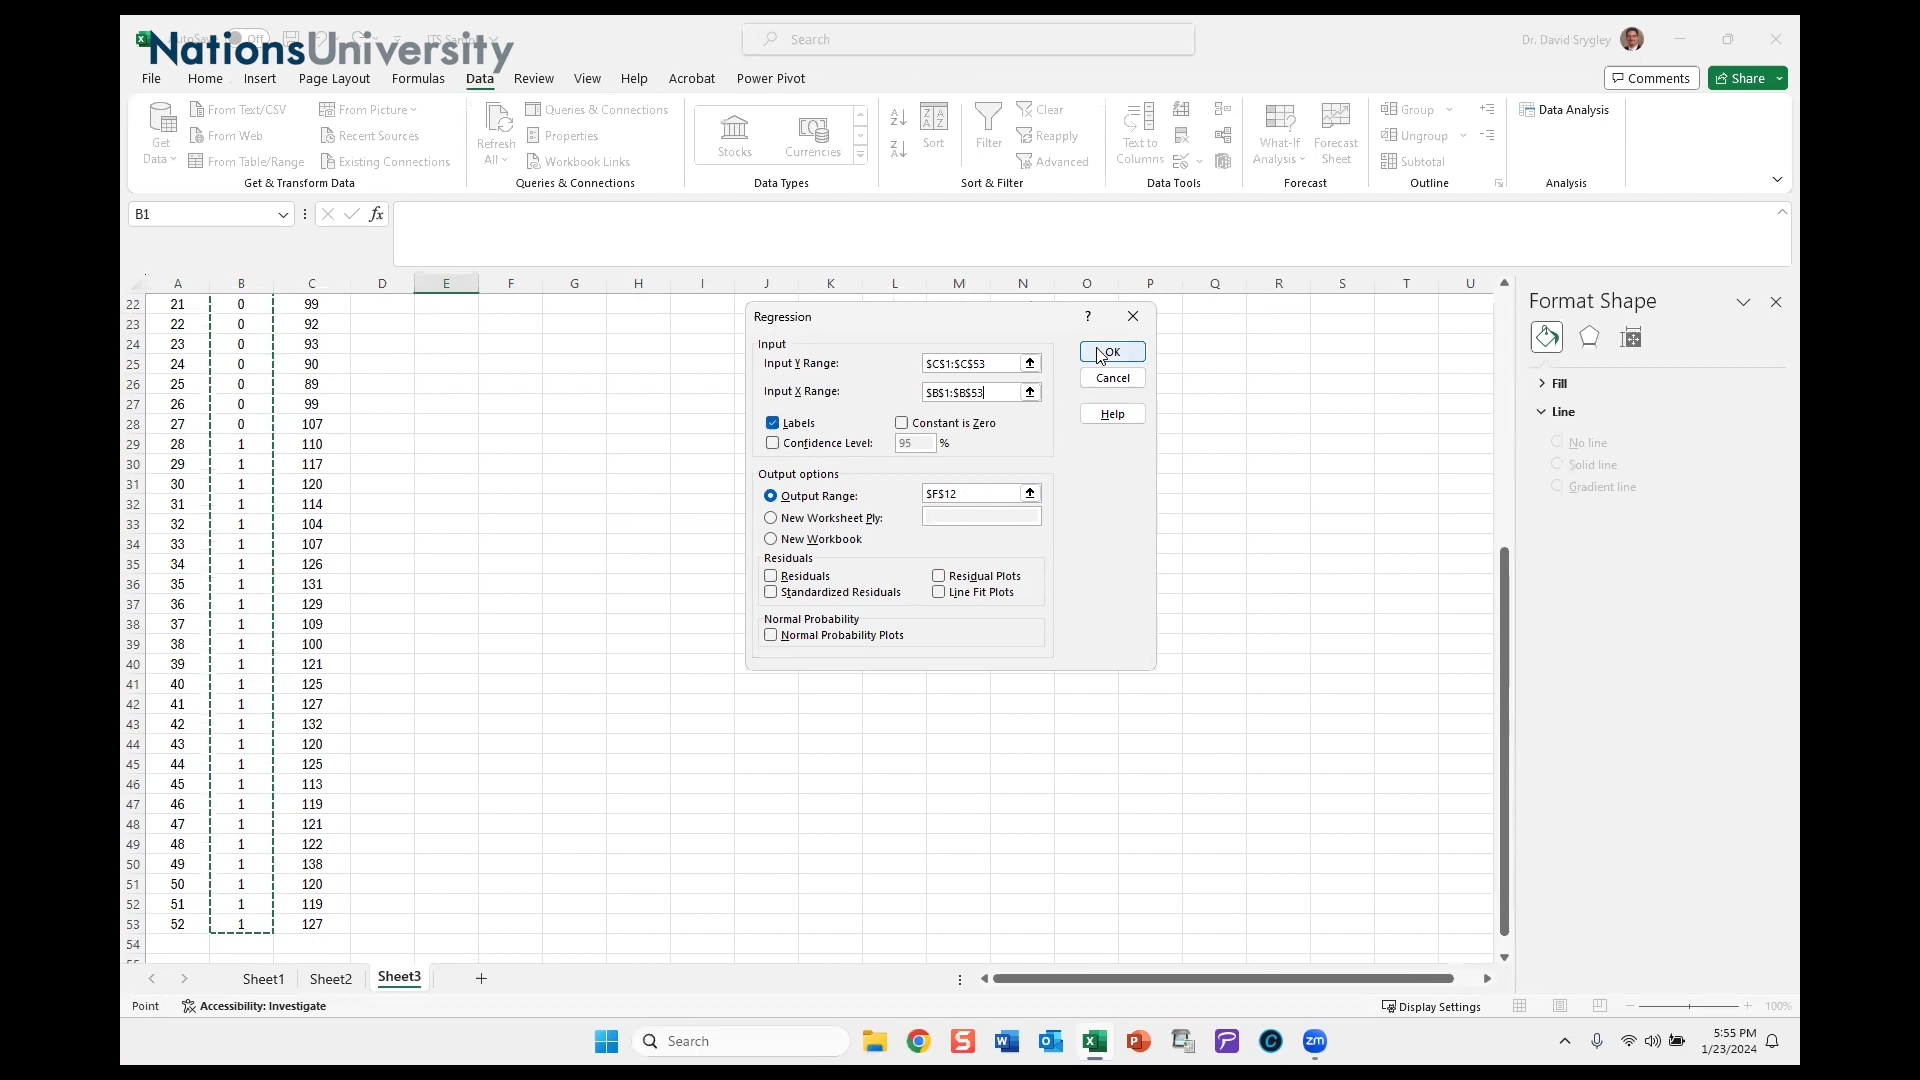 NationsUniversity
Search
Dr. David Srygley
File Home Insert Page Layout Formulas Data Review View Help Acrobat Power Pivot
Comments Share
Get Data
From Text/CSV
From Web
From Table/Range
From Picture
Recent Sources
Existing Connections
Get & Transform Data
Refresh All
Queries & Connections
Properties
Workbook Links
Queries & Connections
Stocks Currencies
Data Types
Sort
Filter
Clear
Reapply
Advanced
Sort & Filter
Text to Columns
Data Tools
What-If Analysis
Forecast Sheet
Forecast
Group
Ungroup
Subtotal
Outline
Data Analysis
Analysis
B1
fx
A B C D E F G H I J K L M N O P Q R S T U
22 21 0 99
23 22 0 92
24 23 0 93
25 24 0 90
26 25 0 89
27 26 0 99
28 27 0 107
29 28 1 110
30 29 1 117
31 30 1 120
32 31 1 114
33 32 1 104
34 33 1 107
35 34 1 126
36 35 1 131
37 36 1 129
38 37 1 109
39 38 1 100
40 39 1 121
41 40 1 125
42 41 1 127
43 42 1 132
44 43 1 120
45 44 1 125
46 45 1 113
47 46 1 119
48 47 1 121
49 48 1 122
50 49 1 138
51 50 1 120
52 51 1 119
53 52 1 127
54
Regression
?
Input
Input Y Range: $C$1:$C$53
Input X Range: $B$1:$B$53
Labels Constant is Zero
Confidence Level: 95 %
OK
Cancel
Help
Output options
Output Range: $F$12
New Worksheet Ply:
New Workbook
Residuals
Residuals Residual Plots
Standardized Residuals Line Fit Plots
Normal Probability
Normal Probability Plots
Format Shape
Fill
Line
No line
Solid line
Gradient line
Sheet1 Sheet2 Sheet3
Point Accessibility: Investigate
Display Settings
100%
Search
zm
5:55 PM
1/23/2024